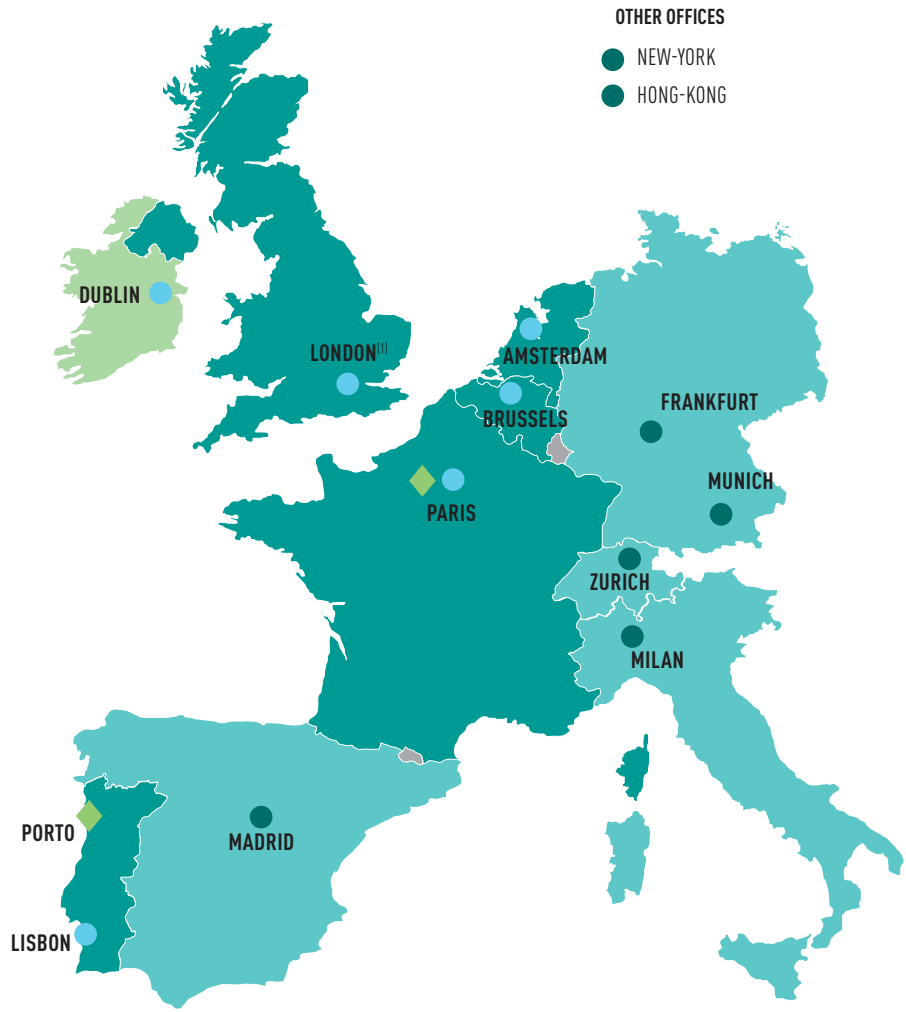 OTHER OFFICES
NEW-YORK
HONG-KONG
DUBLIN
LONDON[1]
AMSTERDAM
BRUSSELS
FRANKFURT
MUNICH
PARIS
ZURICH
MILAN
PORTO
MADRID
LISBON